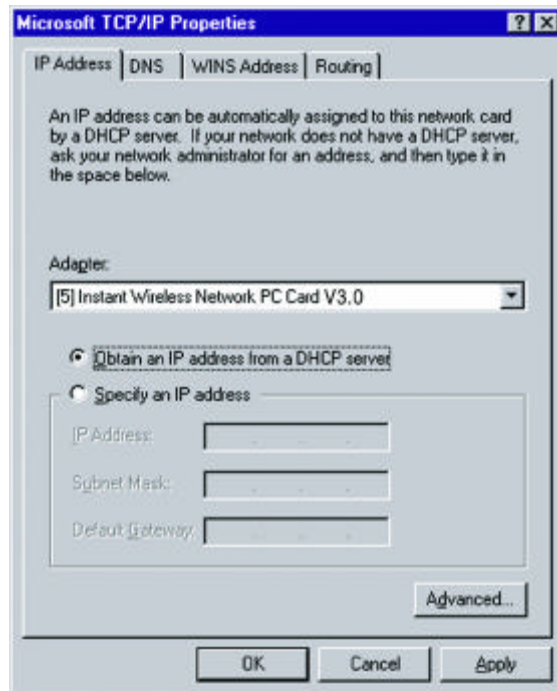 Microsoft TCP/IP Properties
IP Address DNS WINS Address Routing
An IP address can be automatically assigned to this network card
by a DHCP server. If your network does not have a DHCP server,
ask your network administrator for an address, and then type it in
the space below.
Adapter:
[5] Instant Wireless Network PC Card V3.0
Obtain an IP address from a DHCP server
Specify an IP address
IP Address:
Subnet Mask:
Default Gateway:
Advanced...
OK Cancel Apply